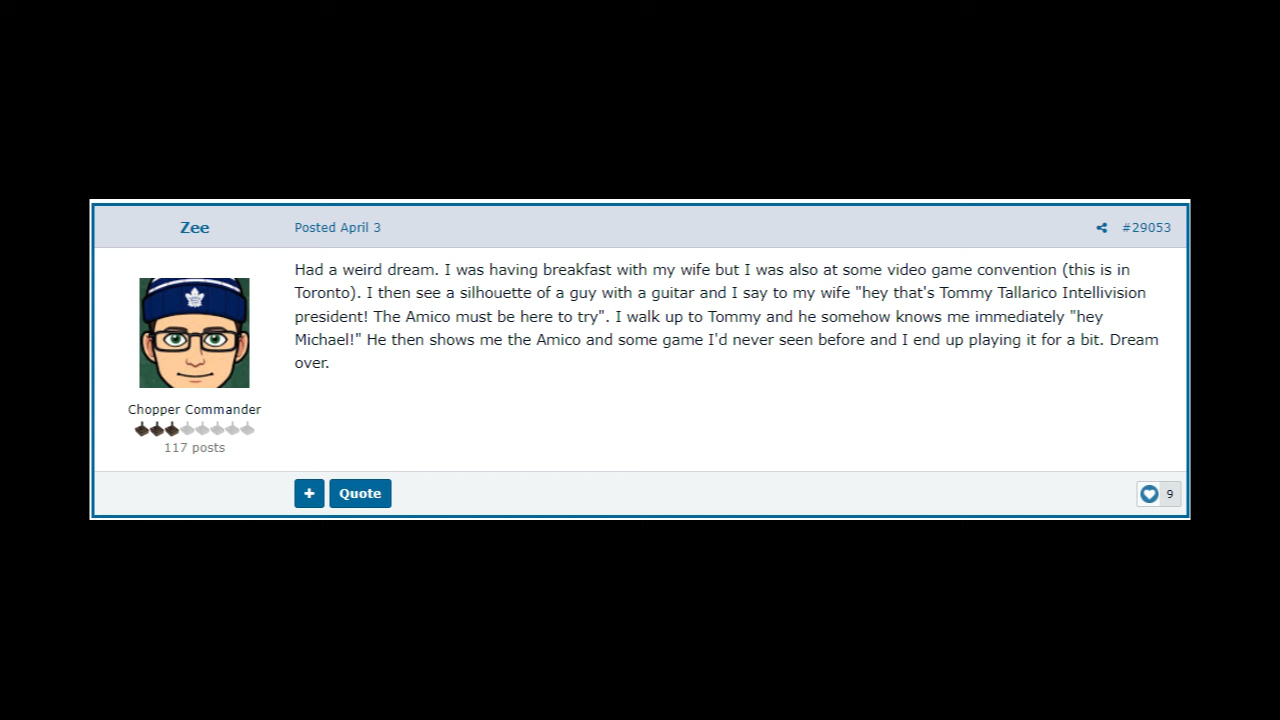 Zee
Posted April 3
#29053
Had a weird dream. I was having breakfast with my wife but I was also at some video game convention (this is in
Toronto). I then see a silhouette of a guy with a guitar and I say to my wife "hey that's Tommy Tallarico Intellivision
president! The Amico must be here to try". I walk up to Tommy and he somehow knows me immediately "hey
Michael!" He then shows me the Amico and some game I'd never seen before and I end up playing it for a bit. Dream
over.
Chopper Commander
117 posts
+ Quote
9